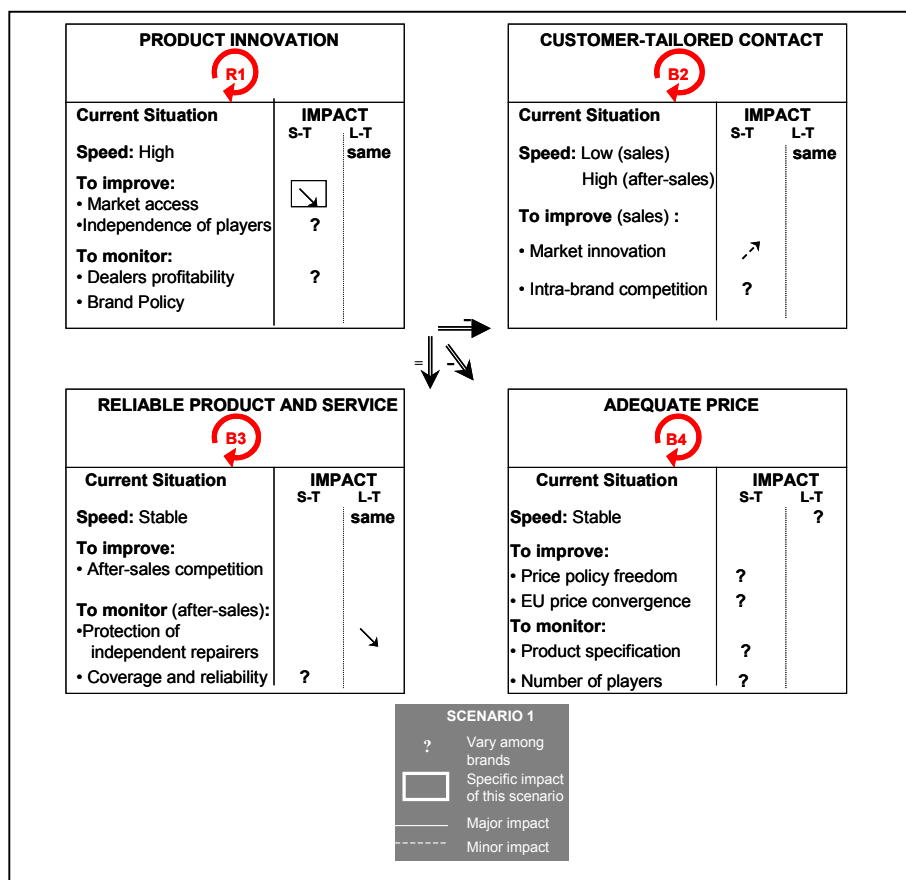 PRODUCT INNOVATION
R1
Current Situation
IMPACT
S-T L-T
Speed: High
same
To improve:
• Market access
•Independence of players ?
To monitor:
• Dealers profitability ?
• Brand Policy
CUSTOMER-TAILORED CONTACT
B2
Current Situation
IMPACT
S-T L-T
Speed: Low (sales)
same
High (after-sales)
To improve (sales) :
• Market innovation
• Intra-brand competition ?
-
= -
RELIABLE PRODUCT AND SERVICE
B3
Current Situation
IMPACT
S-T L-T
Speed: Stable
same
To improve:
• After-sales competition
To monitor (after-sales):
•Protection of
independent repairers
• Coverage and reliability ?
ADEQUATE PRICE
B4
Current Situation
IMPACT
S-T L-T
Speed: Stable
?
To improve:
• Price policy freedom ?
• EU price convergence ?
To monitor:
• Product specification ?
• Number of players ?
SCENARIO 1
? Vary among
brands
Specific impact
of this scenario
Major impact
Minor impact